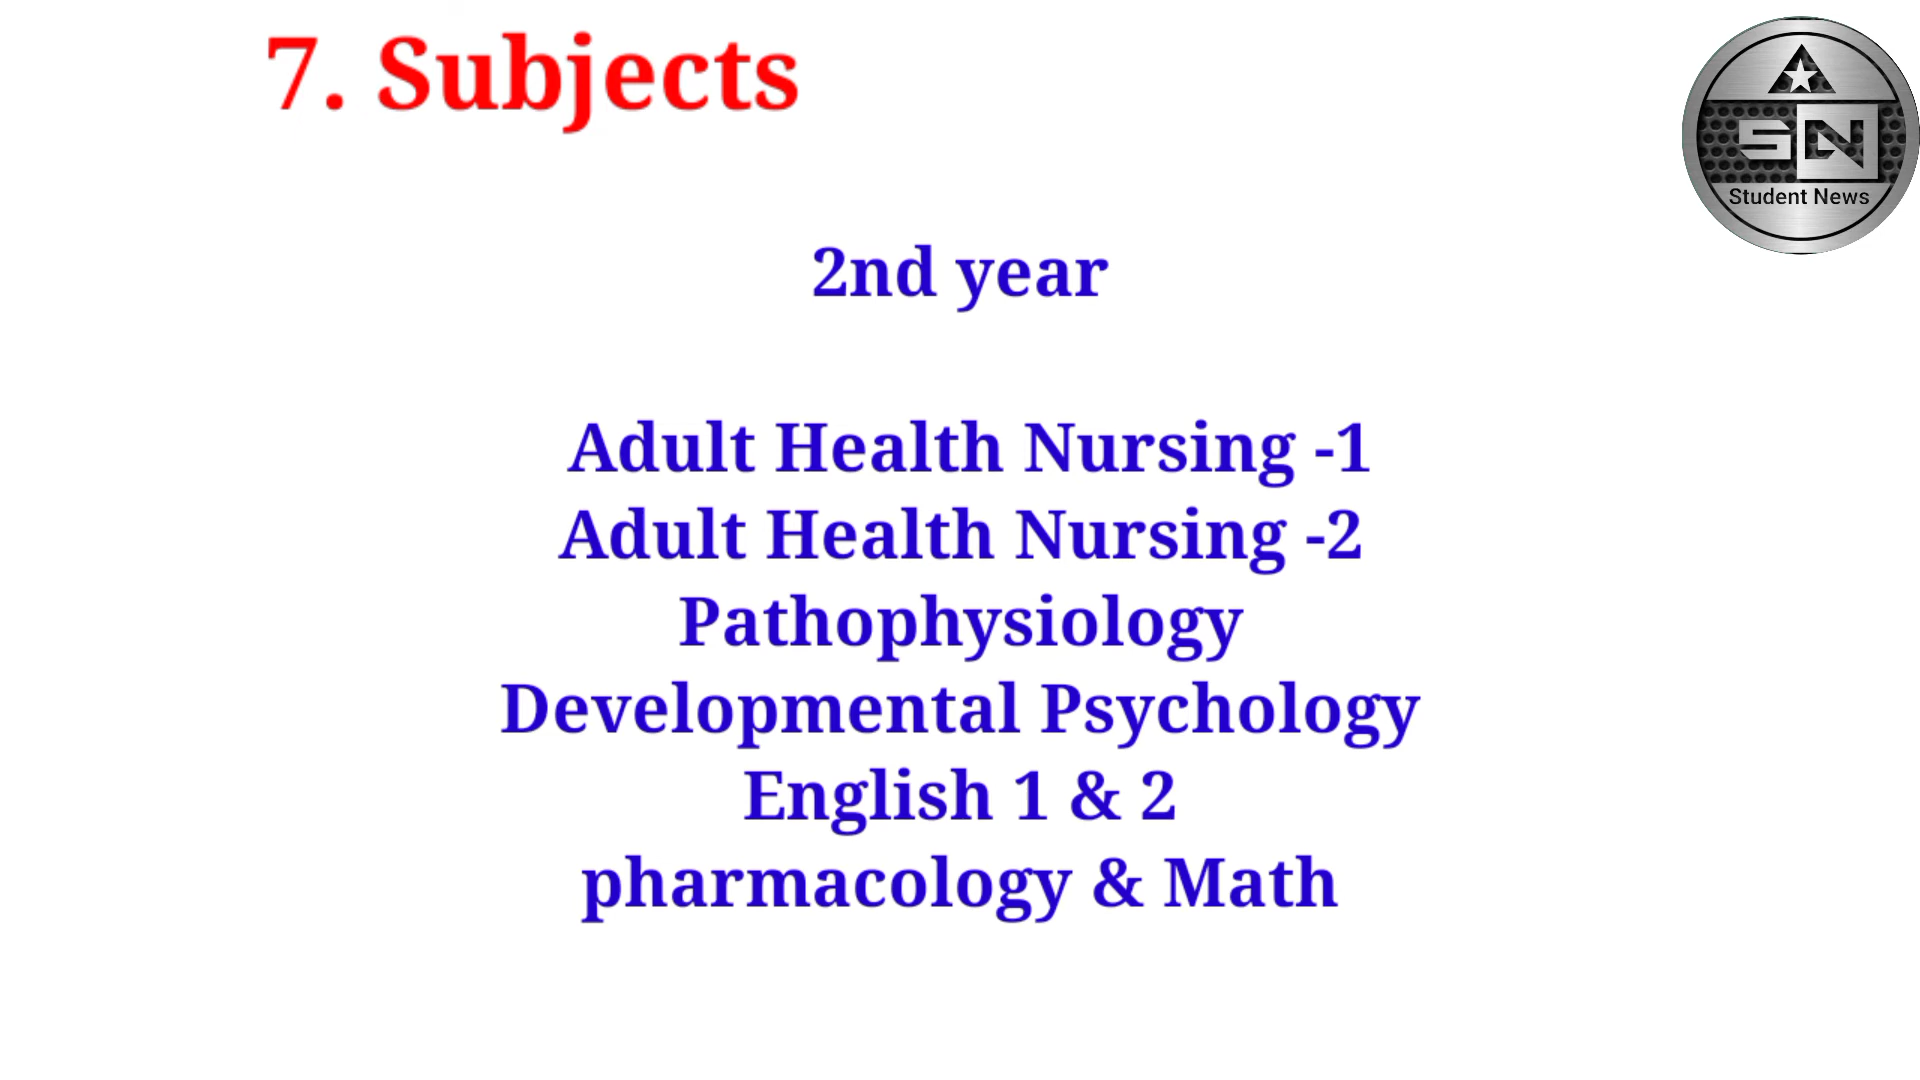 7. Subjects
SN
Student News
2nd year
Adult Health Nursing -1
Adult Health Nursing -2
Pathophysiology
Developmental Psychology
English 1 & 2
pharmacology & Math